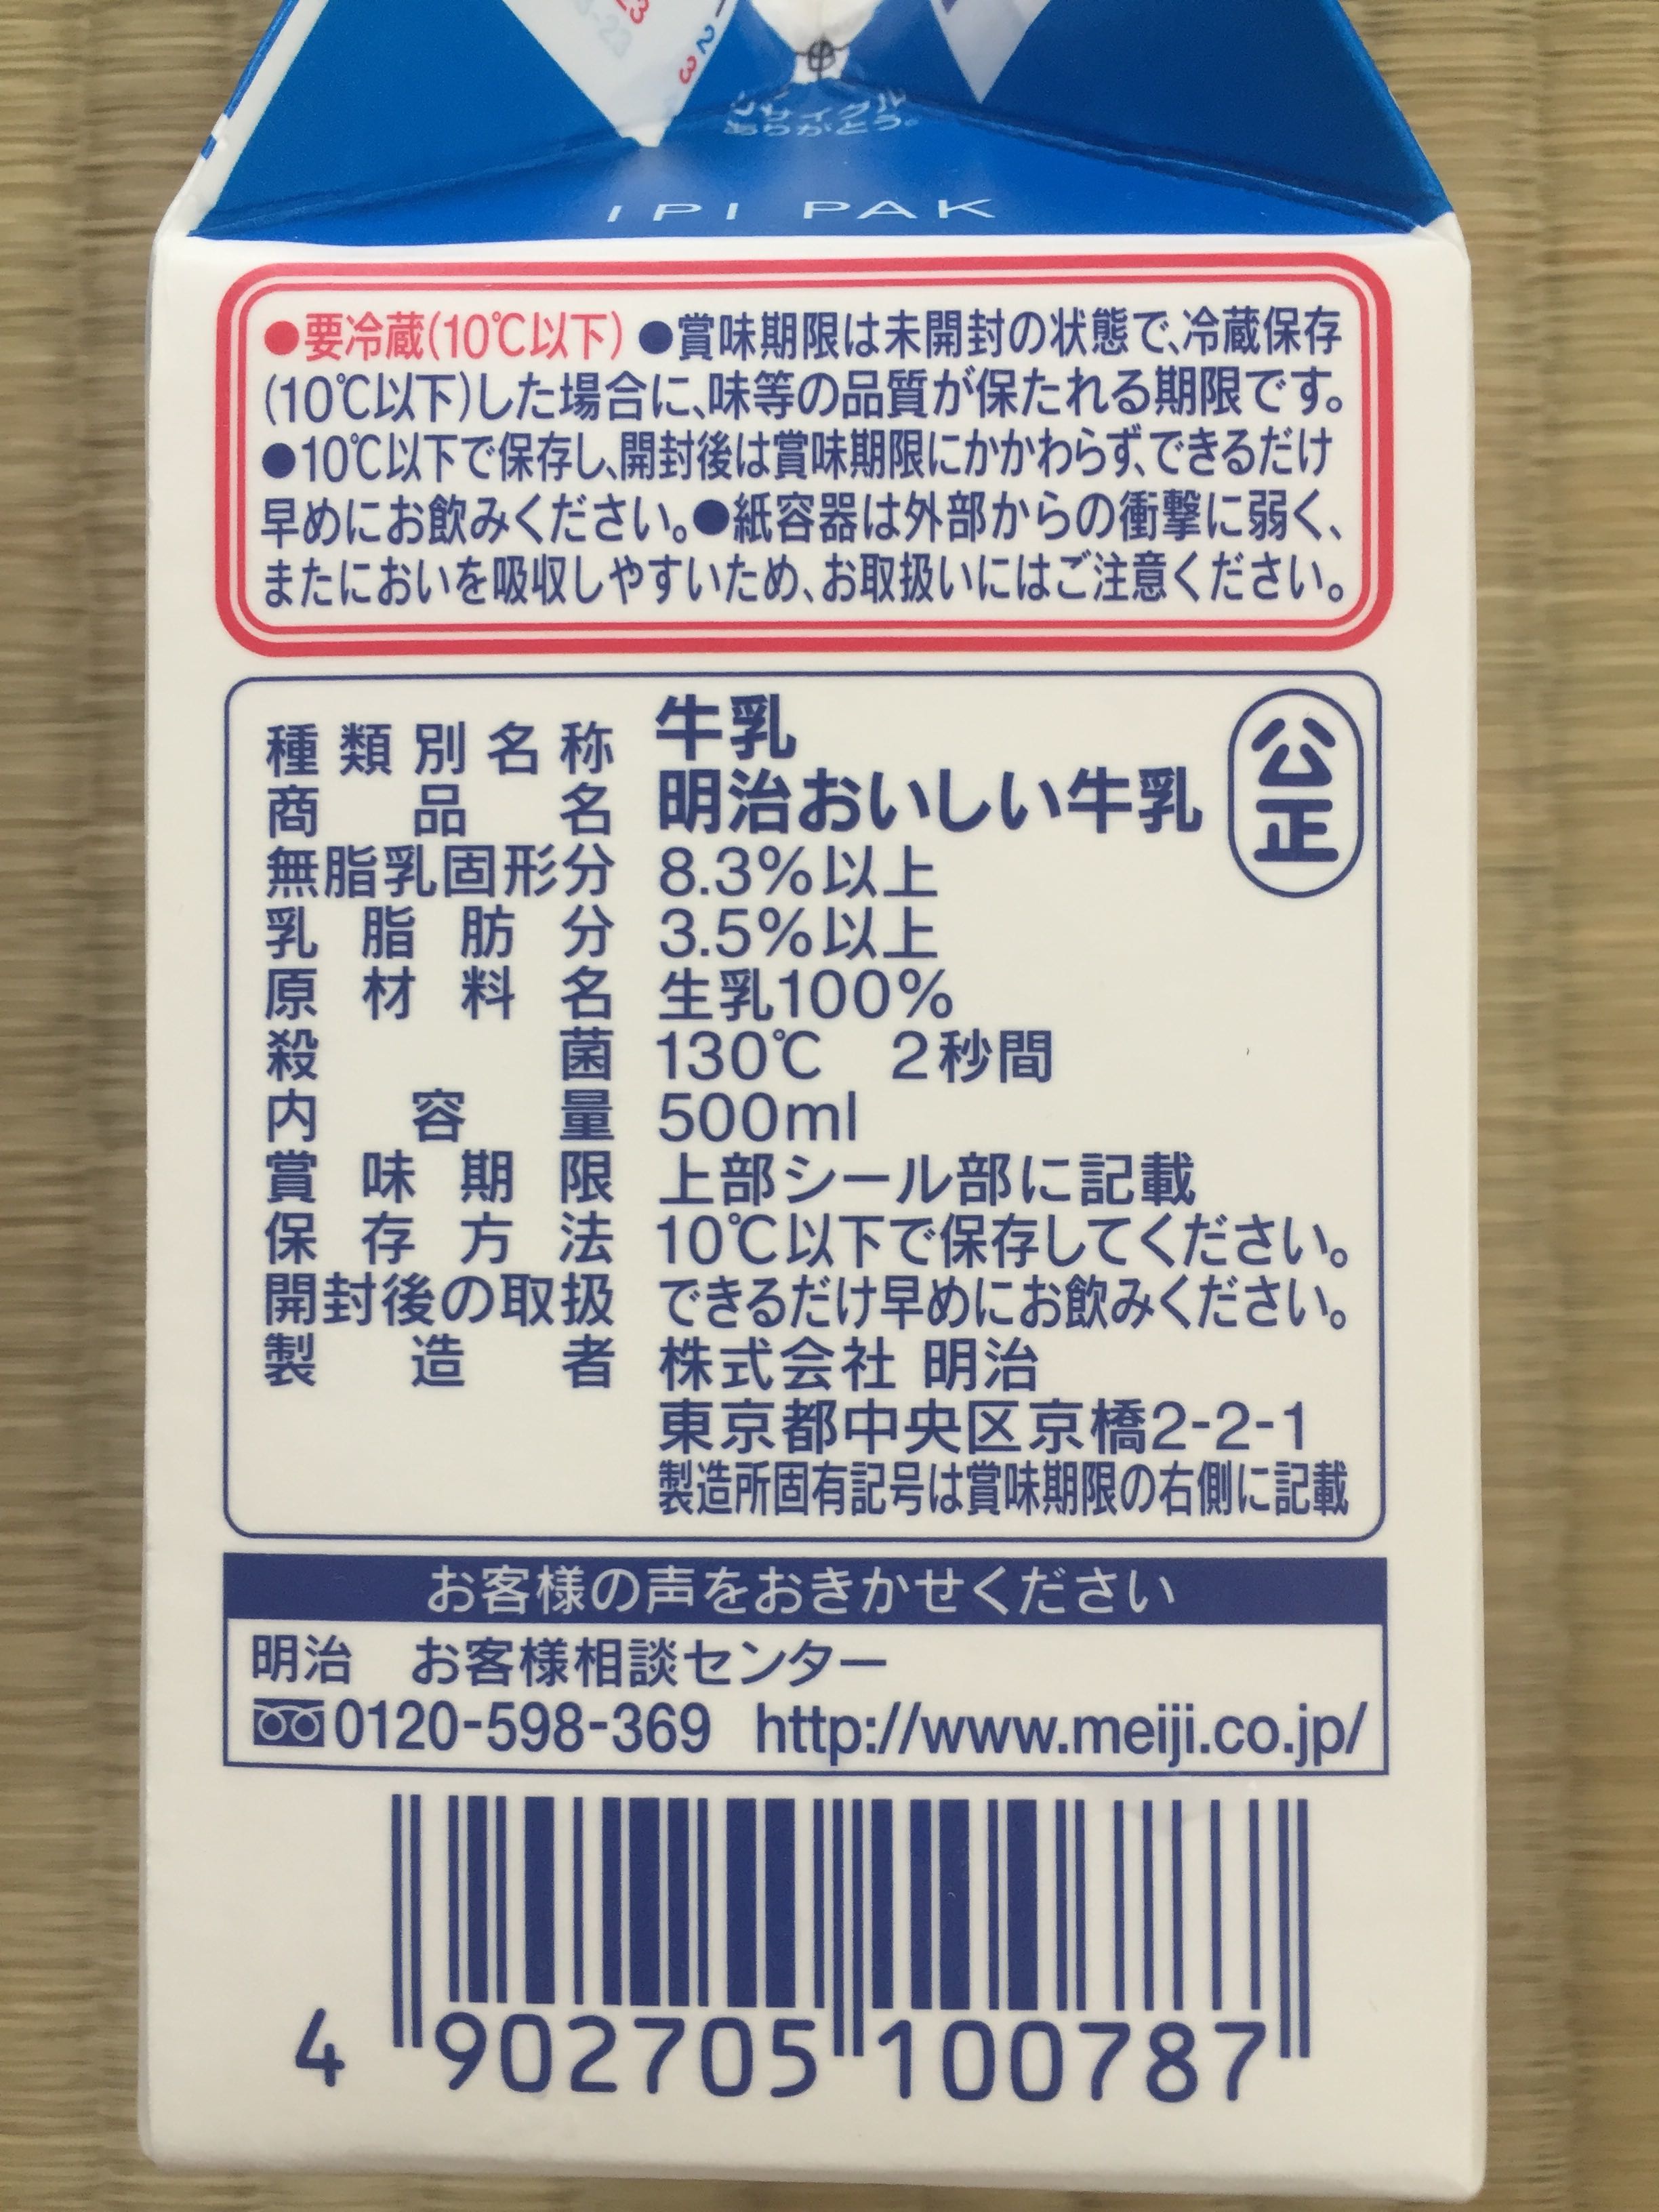 リサイクル
ありがとう。
IPI PAK
●要冷蔵(10℃以下)●賞味期限は未開封の状態で、冷蔵保存
(10℃以下)した場合に、味等の品質が保たれる期限です。
●10℃以下で保存し、開封後は賞味期限にかかわらず、できるだけ
早めにお飲みください。●紙容器は外部からの衝撃に弱く、
またにおいを吸収しやすいため、お取扱いにはご注意ください。
種類別名称 牛乳
商品名 明治おいしい牛乳
公正
無脂乳固形分 8.3%以上
乳脂肪分 3.5%以上
原材料名 生乳100%
殺菌 130℃ 2秒間
内容量 500ml
賞味期限 上部シール部に記載
保存方法 10℃以下で保存してください。
開封後の取扱 できるだけ早めにお飲みください。
製造者 株式会社 明治
東京都中央区京橋2-2-1
製造所固有記号は賞味期限の右側に記載
お客様の声をおきかせください
明治 お客様相談センター
0120-598-369 http://www.meiji.co.jp/
4 902705 100787